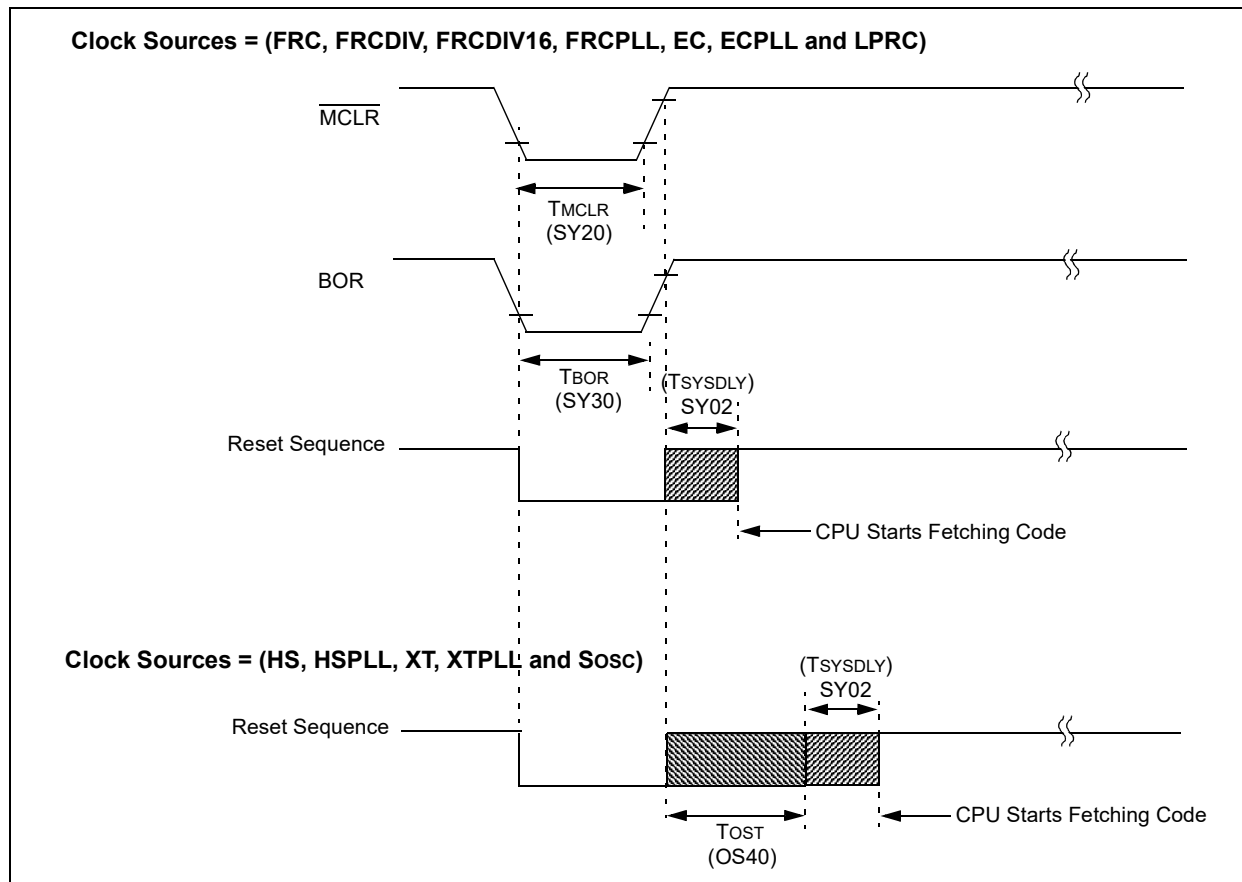 Clock Sources = (FRC, FRCDIV, FRCDIV16, FRCPLL, EC, ECPLL and LPRC)
MCLR
TMCLR
(SY20)
BOR
TBOR
(SY30)
(TSYSDLY)
SY02
Reset Sequence
CPU Starts Fetching Code
Clock Sources = (HS, HSPLL, XT, XTPLL and SOSC)
(TSYSDLY)
SY02
Reset Sequence
CPU Starts Fetching Code
TOST
(OS40)